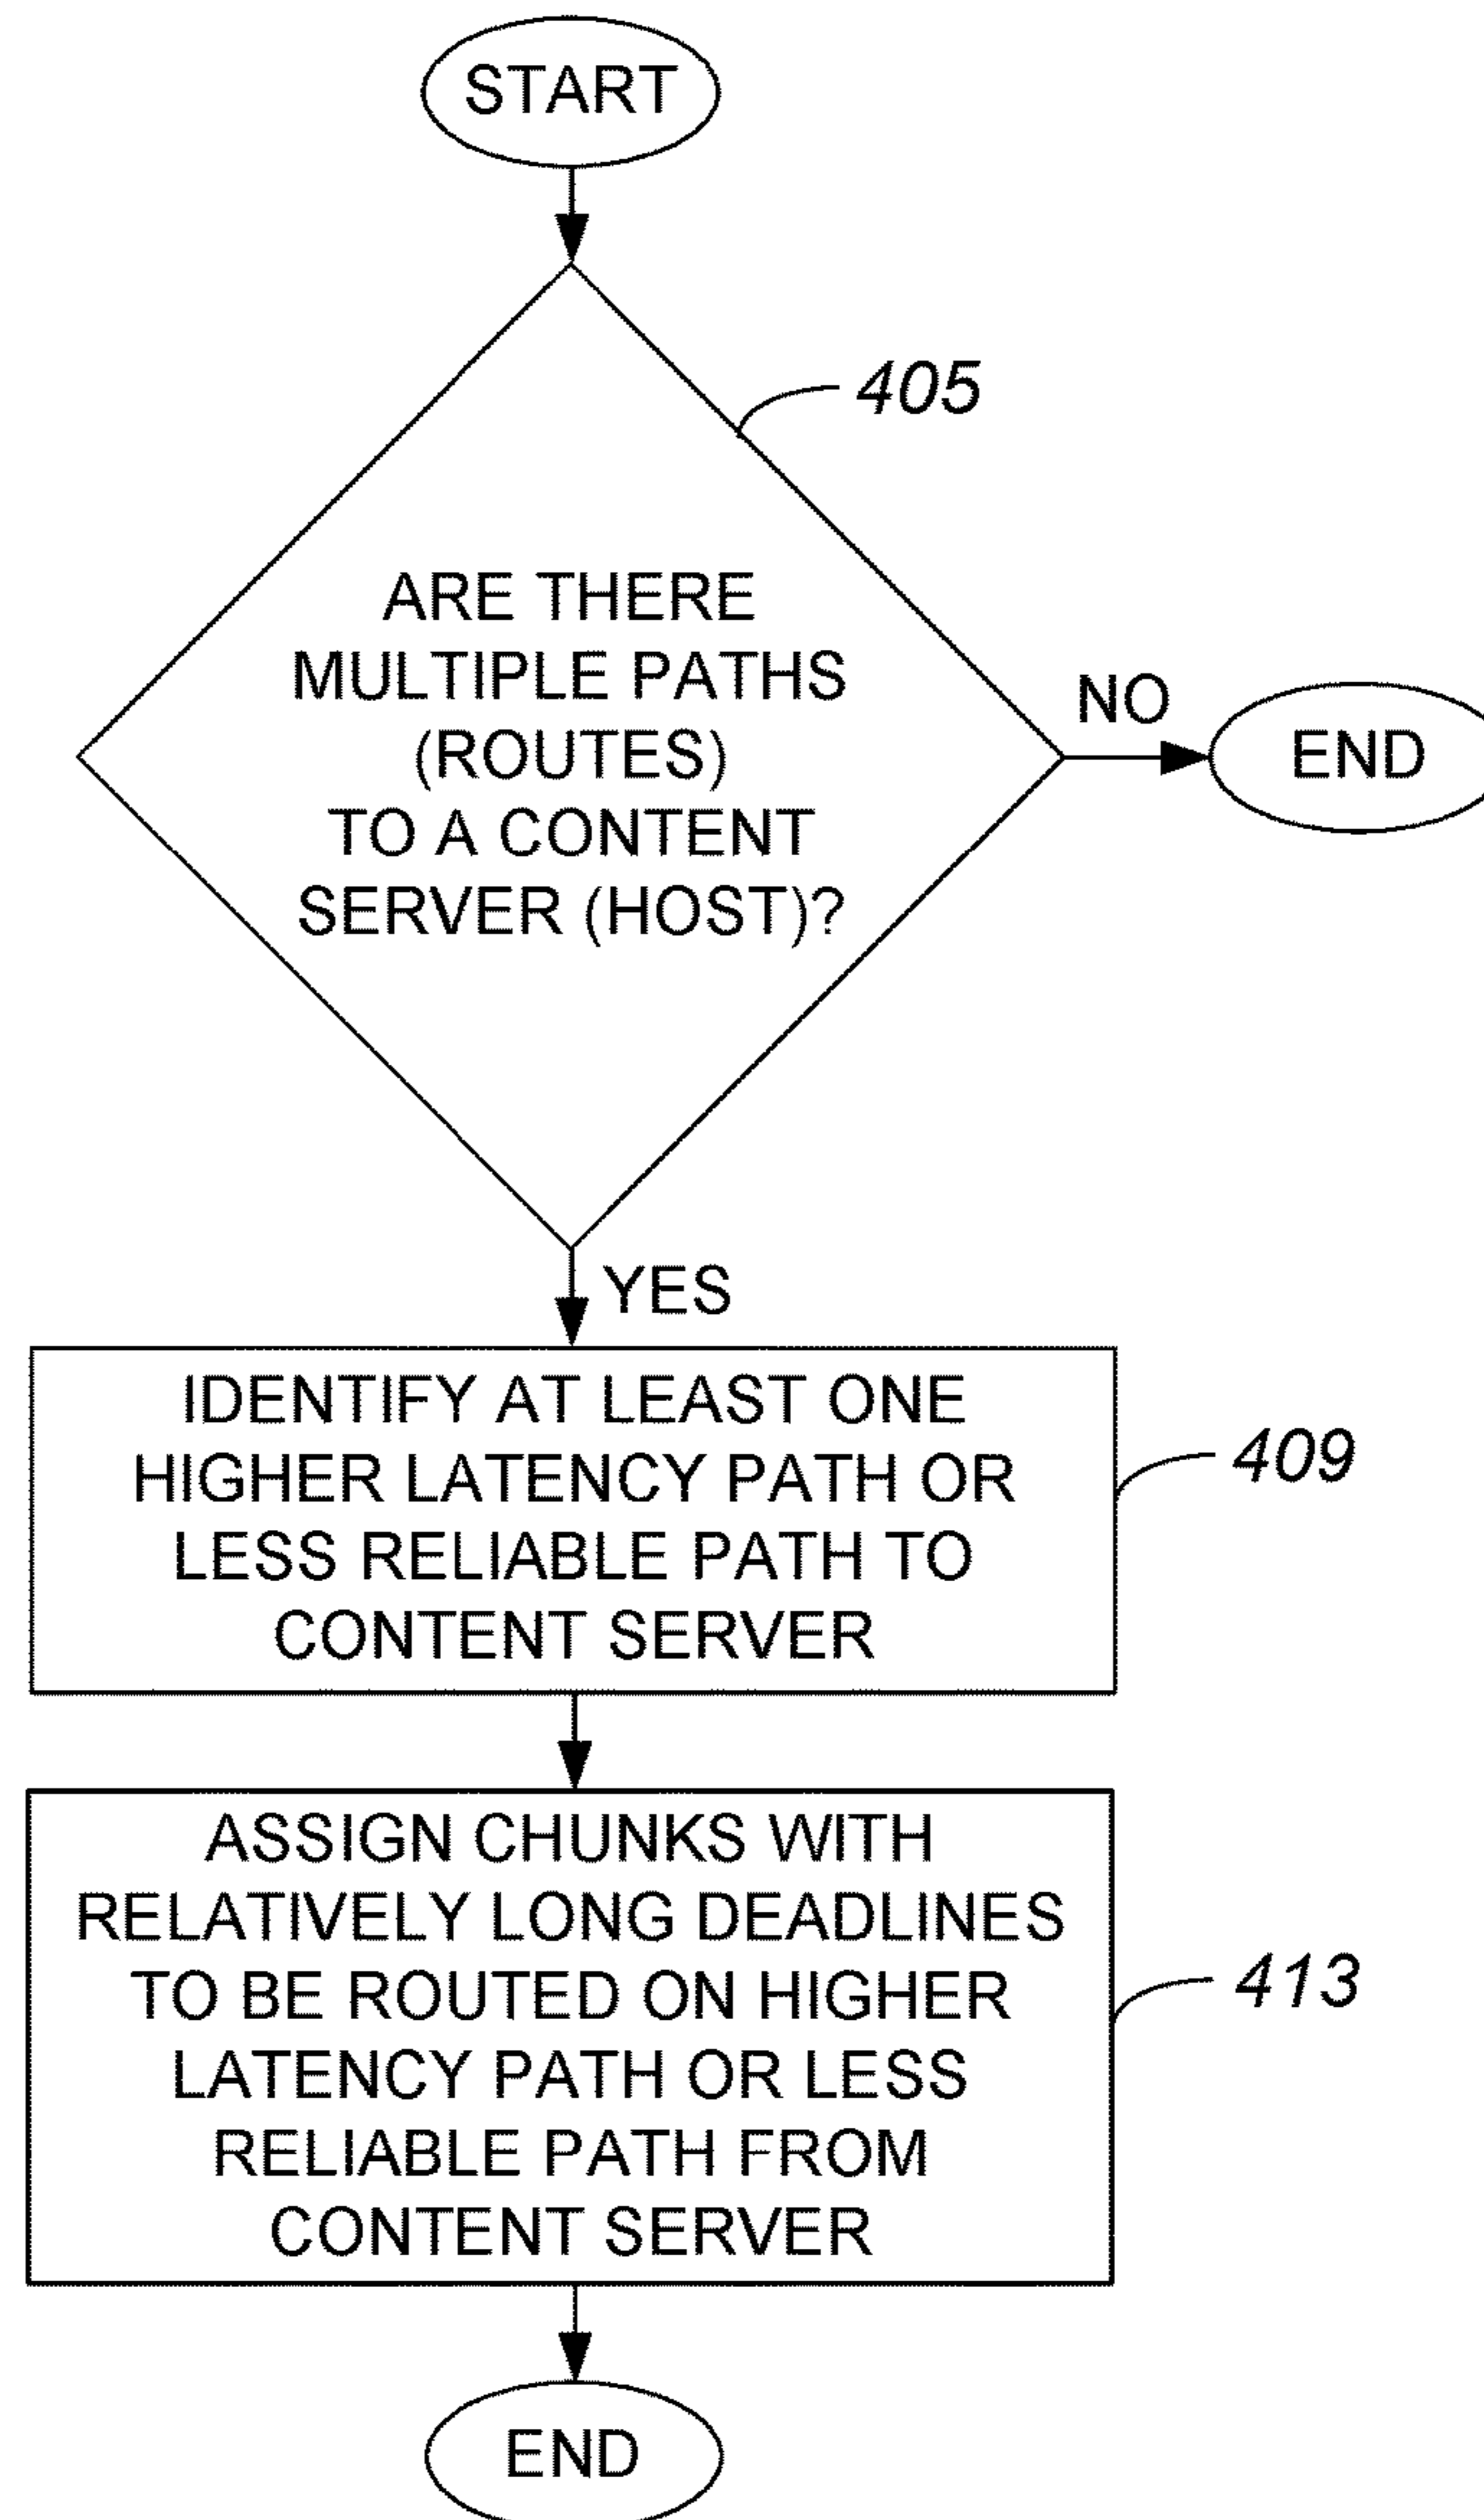 START
405
ARE THERE
MULTIPLE PATHS
(ROUTES)
TO A CONTENT
SERVER (HOST)?
NO
END
YES
IDENTIFY AT LEAST ONE
HIGHER LATENCY PATH OR
LESS RELIABLE PATH TO
CONTENT SERVER
409
ASSIGN CHUNKS WITH
RELATIVELY LONG DEADLINES
TO BE ROUTED ON HIGHER
LATENCY PATH OR LESS
RELIABLE PATH FROM
CONTENT SERVER
413
END